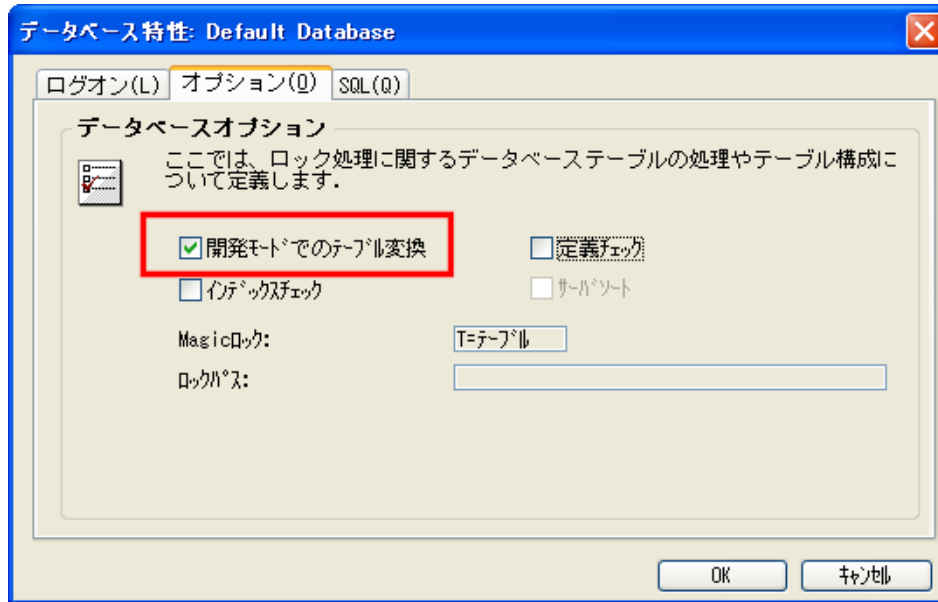 データベース特性: Default Database
ログオン(L) オプション(O) SQL(Q)
データベースオプション
ここでは、ロック処理に関するデータベーステーブルの処理やテーブル構成に
ついて定義します.
開発ﾓｰﾄﾞでのﾃｰﾌﾞﾙ変換 定義ﾁｪｯｸ
ｲﾝﾃﾞｯｸｽﾁｪｯｸ ｻｰﾊﾞｿｰﾄ
Magicﾛｯｸ: T=ﾃｰﾌﾞﾙ
ﾛｯｸﾊﾟｽ:
OK ｷｬﾝｾﾙ